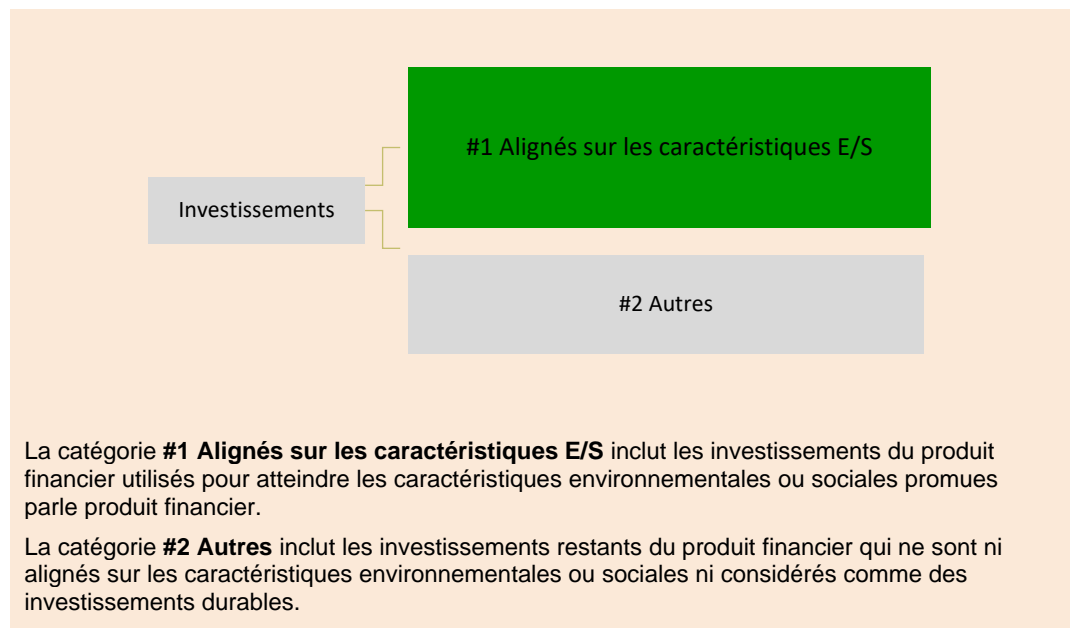 #1 Alignés sur les caractéristiques E/S
Investissements
#2 Autres
La catégorie #1 Alignés sur les caractéristiques E/S inclut les investissements du produit
financier utilisés pour atteindre les caractéristiques environnementales ou sociales promues
parle produit financier.
La catégorie #2 Autres inclut les investissements restants du produit financier qui ne sont ni
alignés sur les caractéristiques environnementales ou sociales ni considérés comme des
investissements durables.